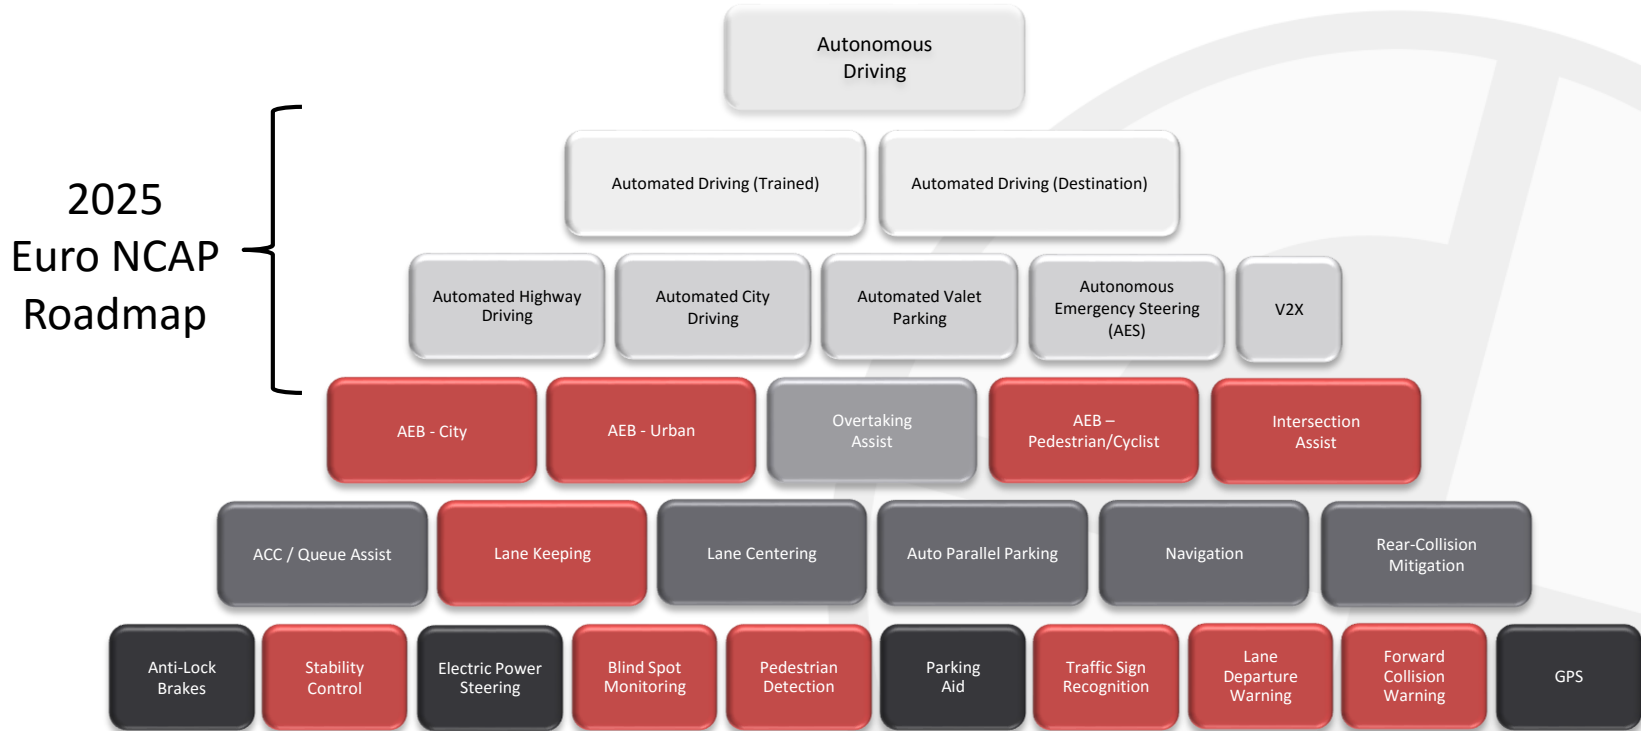 Autonomous
Driving
2025
Euro NCAP
Roadmap
Automated Driving (Trained)
Automated Driving (Destination)
Automated Highway
Driving
Automated City
Driving
Automated Valet
Parking
Autonomous
Emergency Steering
(AES)
V2X
AEB - City
AEB - Urban
Overtaking
Assist
AEB –
Pedestrian/Cyclist
Intersection
Assist
ACC / Queue Assist
Lane Keeping
Lane Centering
Auto Parallel Parking
Navigation
Rear-Collision
Mitigation
Anti-Lock
Brakes
Stability
Control
Electric Power
Steering
Blind Spot
Monitoring
Pedestrian
Detection
Parking
Aid
Traffic Sign
Recognition
Lane
Departure
Warning
Forward
Collision
Warning
GPS